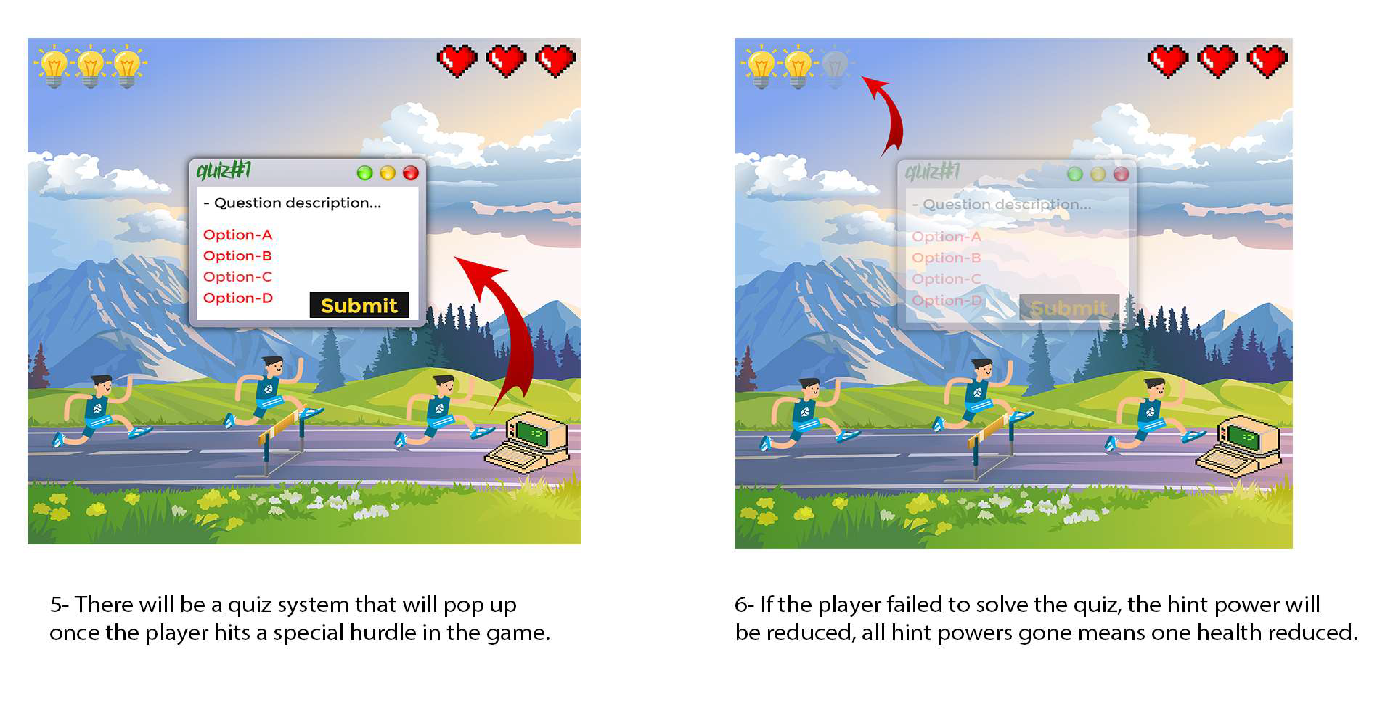 quiz#1
- Question description...
Option-A
Option-B
Option-C
Option-D
Submit
5- There will be a quiz system that will pop up
once the player hits a special hurdle in the game.
quiz#1
- Question description...
Option-A
Option-B
Option-C
Option-D
Submit
6- If the player failed to solve the quiz, the hint power will
be reduced, all hint powers gone means one health reduced.